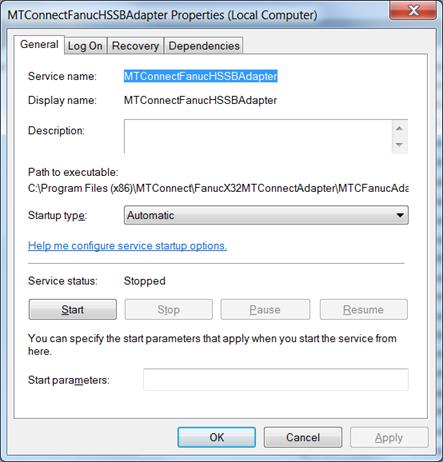 MTConnectFanucHSSBAdapter Properties (Local Computer)
General Log On Recovery Dependencies
Service name: MTConnectFanucHSSBAdapter
Display name: MTConnectFanucHSSBAdapter
Description:
Path to executable:
C:\Program Files (x86)\MTConnect\FanucX32MTConnectAdapter\MTCFanucAda
Startup type: Automatic
Help me configure service startup options.
Service status: Stopped
Start Stop Pause Resume
You can specify the start parameters that apply when you start the service from
here.
Start parameters:
OK Cancel Apply